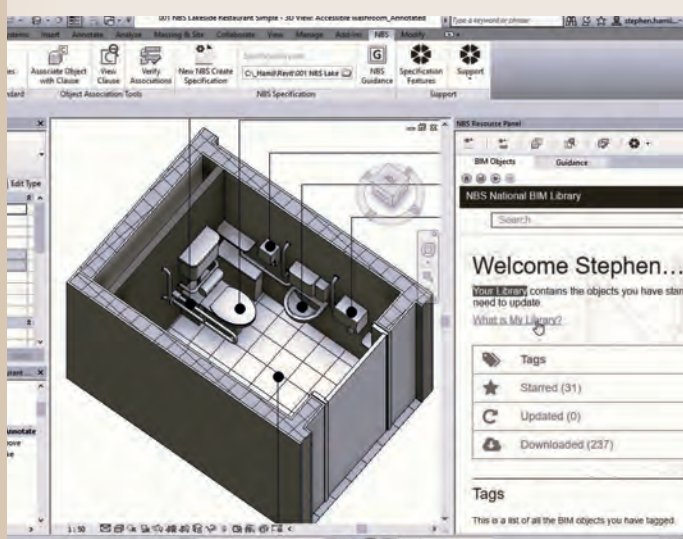 001 NBS Lakeside Restaurant Simple - 3D View: Accessible washroom_Annotated
Type a keyword or phrase
stephen.hami...
Systems Insert Annotate Analyze Massing & Site Collaborate View Manage Add-Ins NBS Modify
Associate Object with Clause
View Clause
Verify Associations
New NBS Create Specification
C:\_Hamil\Revit\001 NBS Lake
NBS Guidance
Specification Features
Support
Object Association Tools
NBS Specification
Support
Edit Type
NBS Resource Panel
BIM Objects
Guidance
NBS National BIM Library
Search
Welcome Stephen...
Your Library contains the objects you have star
need to update
What is My Library?
Tags
Starred (31)
Updated (0)
Downloaded (237)
Tags
This is a list of all the BIM objects you have tagged
1:50